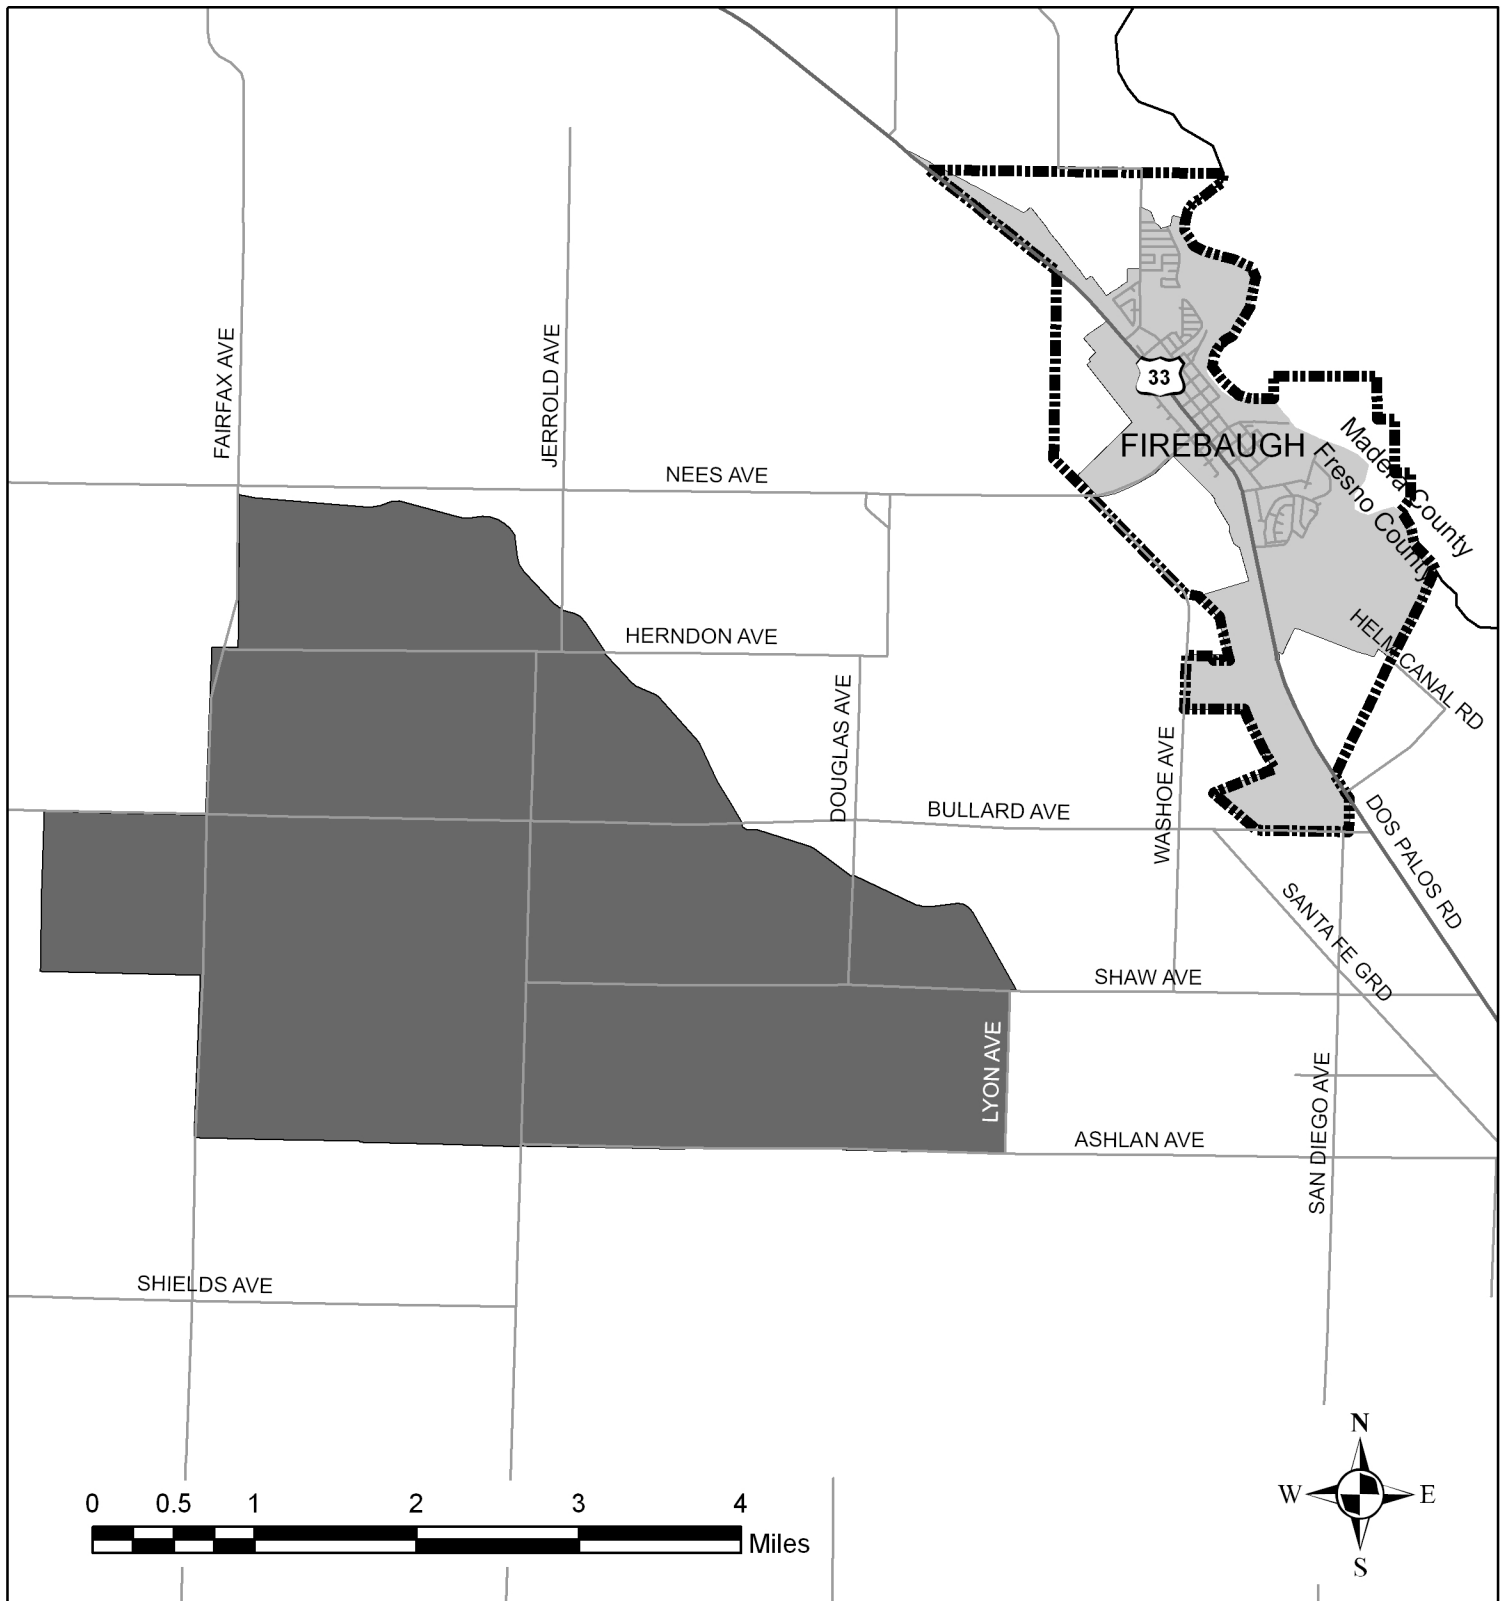 FAIRFAX AVE
JERROLD AVE
33
FIREBAUGH
Madera County
Fresno County
NEES AVE
HERNDON AVE
HELM CANAL RD
DOUGLAS AVE
WASHOE AVE
BULLARD AVE
DOS PALOS RD
SANTA FE GRD
SHAW AVE
LYON AVE
ASHLAN AVE
SAN DIEGO AVE
SHIELDS AVE
N
W E
S
0 0.5 1 2 3 4
Miles